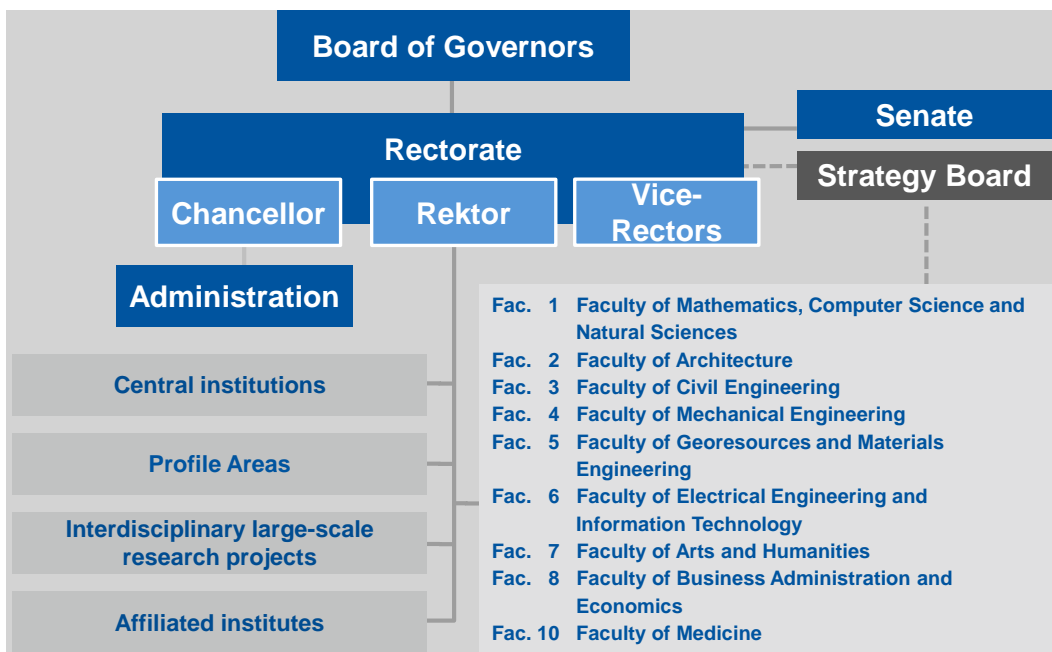 Board of Governors
Rectorate
Senate
Strategy Board
Chancellor
Rektor
Vice-
Rectors
Administration
Central institutions
Profile Areas
Interdisciplinary large-scale
research projects
Affiliated institutes
Fac. 1 Faculty of Mathematics, Computer Science and
Natural Sciences
Fac. 2 Faculty of Architecture
Fac. 3 Faculty of Civil Engineering
Fac. 4 Faculty of Mechanical Engineering
Fac. 5 Faculty of Georesources and Materials
Engineering
Fac. 6 Faculty of Electrical Engineering and
Information Technology
Fac. 7 Faculty of Arts and Humanities
Fac. 8 Faculty of Business Administration and
Economics
Fac. 10 Faculty of Medicine